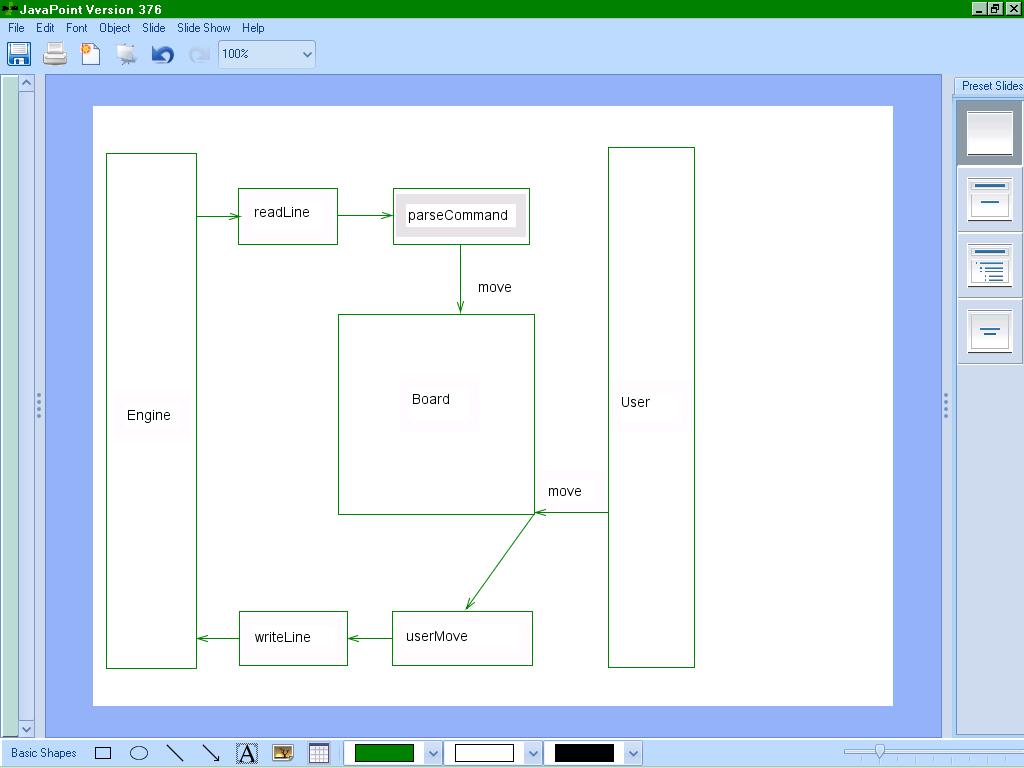 JavaPoint Version 376
File Edit Font Object Slide Slide Show Help
100%
Preset Slides
readLine
parseCommand
move
Board
User
Engine
move
writeLine
userMove
Basic Shapes
A